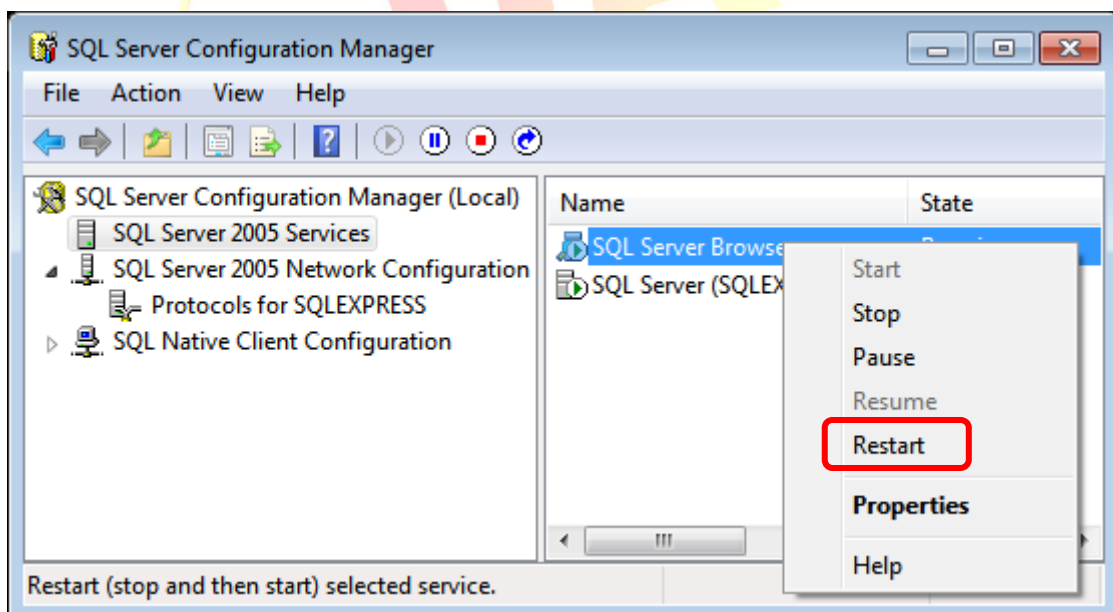 SQL Server Configuration Manager
File Action View Help
SQL Server Configuration Manager (Local)
SQL Server 2005 Services
SQL Server 2005 Network Configuration
Protocols for SQLEXPRESS
SQL Native Client Configuration
Name State
SQL Server Browse
SQL Server (SQLEX
Start
Stop
Pause
Resume
Restart
Properties
Help
Restart (stop and then start) selected service.